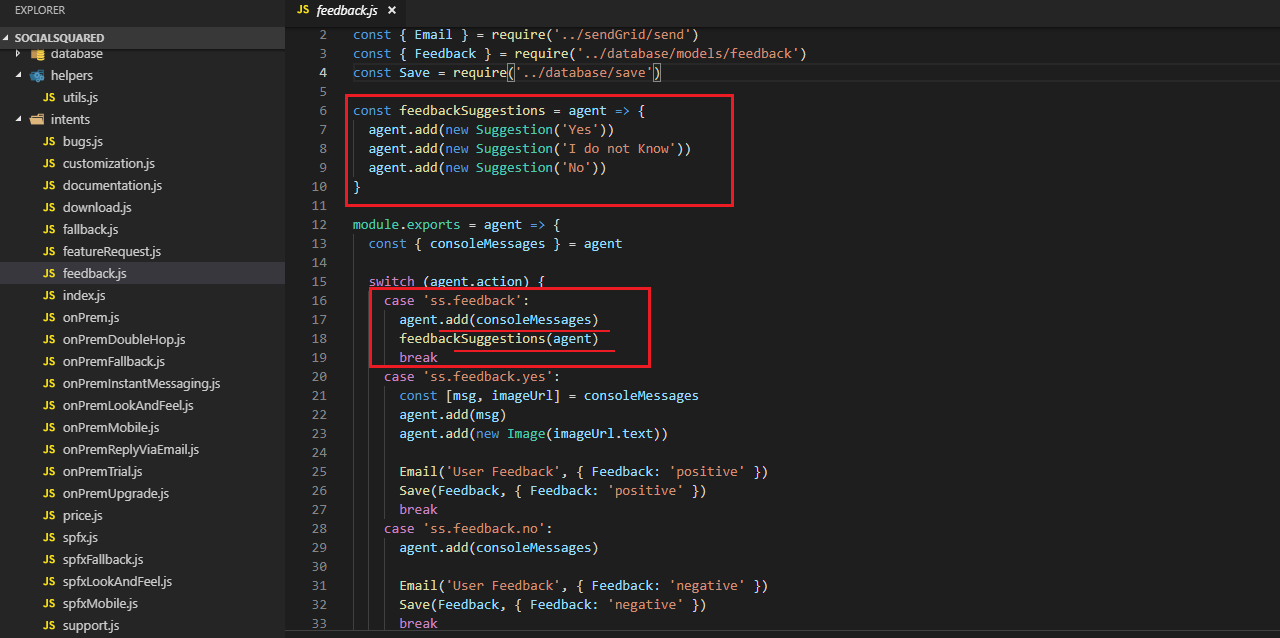 EXPLORER
SOCIALSQUARED
database
helpers
JS utils.js
intents
JS bugs.js
JS customization.js
JS documentation.js
JS download.js
JS fallback.js
JS featureRequest.js
JS feedback.js
JS index.js
JS onPrem.js
JS onPremDoubleHop.js
JS onPremFallback.js
JS onPremInstantMessaging.js
JS onPremLookAndFeel.js
JS onPremMobile.js
JS onPremReplyViaEmail.js
JS onPremTrial.js
JS onPremUpgrade.js
JS price.js
JS spfx.js
JS spfxFallback.js
JS spfxLookAndFeel.js
JS spfxMobile.js
JS support.js
JS feedback.js ×
2 const { Email } = require('../sendGrid/send')
3 const { Feedback } = require('../database/models/feedback')
4 const Save = require('../database/save')
5
6 const feedbackSuggestions = agent => {
7   agent.add(new Suggestion('Yes'))
8   agent.add(new Suggestion('I do not Know'))
9   agent.add(new Suggestion('No'))
10 }
11
12 module.exports = agent => {
13   const { consoleMessages } = agent
14
15   switch (agent.action) {
16     case 'ss.feedback':
17       agent.add(consoleMessages)
18       feedbackSuggestions(agent)
19       break
20     case 'ss.feedback.yes':
21       const [msg, imageUrl] = consoleMessages
22       agent.add(msg)
23       agent.add(new Image(imageUrl.text))
24
25       Email('User Feedback', { Feedback: 'positive' })
26       Save(Feedback, { Feedback: 'positive' })
27       break
28     case 'ss.feedback.no':
29       agent.add(consoleMessages)
30
31       Email('User Feedback', { Feedback: 'negative' })
32       Save(Feedback, { Feedback: 'negative' })
33       break